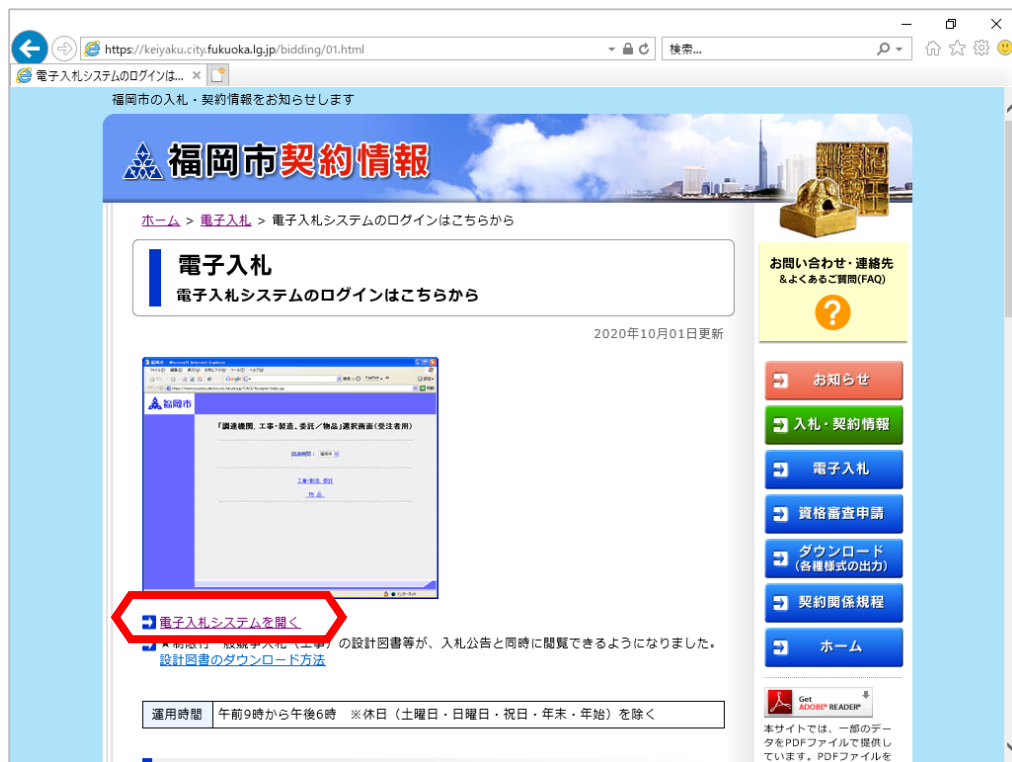 https://keiyaku.city.fukuoka.lg.jp/bidding/01.html
検索...
電子入札システムのログインは...
福岡市の入札・契約情報をお知らせします
福岡市契約情報
ホーム > 電子入札 > 電子入札システムのログインはこちらから
電子入札
電子入札システムのログインはこちらから
2020年10月01日更新
福岡市
「調達機関、工事・製造、委託／物品」選択画面(受注者用)
調達機関： 福岡市
工事・製造、委託
物 品
電子入札システムを開く
の設計図書等が、入札公告と同時に閲覧できるようになりました。
設計図書のダウンロード方法
運用時間 午前9時から午後6時 ※休日（土曜日・日曜日・祝日・年末・年始）を除く
お問い合わせ・連絡先
&よくあるご質問(FAQ)
お知らせ
入札・契約情報
電子入札
資格審査申請
ダウンロード
(各種様式の出力)
契約関係規程
ホーム
Get
ADOBE® READER®
本サイトでは、一部のデー
タをPDFファイルで提供し
ています。PDFファイルを